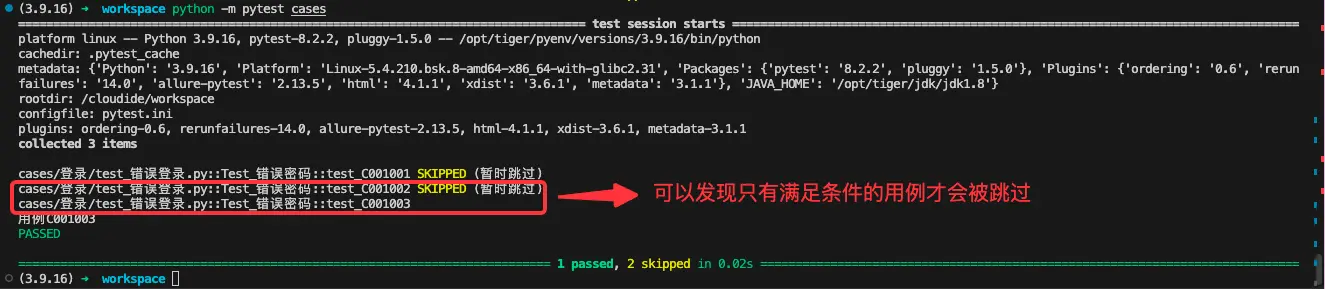 (3.9.16) ➜ workspace python -m pytest cases
test session starts
platform linux -- Python 3.9.16, pytest-8.2.2, pluggy-1.5.0 -- /opt/tiger/pyenv/versions/3.9.16/bin/python
cachedir: .pytest_cache
metadata: {'Python': '3.9.16', 'Platform': 'Linux-5.4.210.bsk.8-amd64-x86_64-with-glibc2.31', 'Packages': {'pytest': '8.2.2', 'pluggy': '1.5.0'}, 'Plugins': {'ordering': '0.6', 'rerun
failures': '14.0', 'allure-pytest': '2.13.5', 'html': '4.1.1', 'xdist': '3.6.1', 'metadata': '3.1.1'}, 'JAVA_HOME': '/opt/tiger/jdk/jdk1.8'}
rootdir: /cloudide/workspace
configfile: pytest.ini
plugins: ordering-0.6, rerunfailures-14.0, allure-pytest-2.13.5, html-4.1.1, xdist-3.6.1, metadata-3.1.1
collected 3 items
cases/登录/test_错误登录.py::Test_错误密码::test_C001001 SKIPPED (暂时跳过)
cases/登录/test_错误登录.py::Test_错误密码::test_C001002 SKIPPED (暂时跳过)
cases/登录/test_错误登录.py::Test_错误密码::test_C001003
可以发现只有满足条件的用例才会被跳过
用例C001003
PASSED
1 passed, 2 skipped in 0.02s
(3.9.16) ➜ workspace